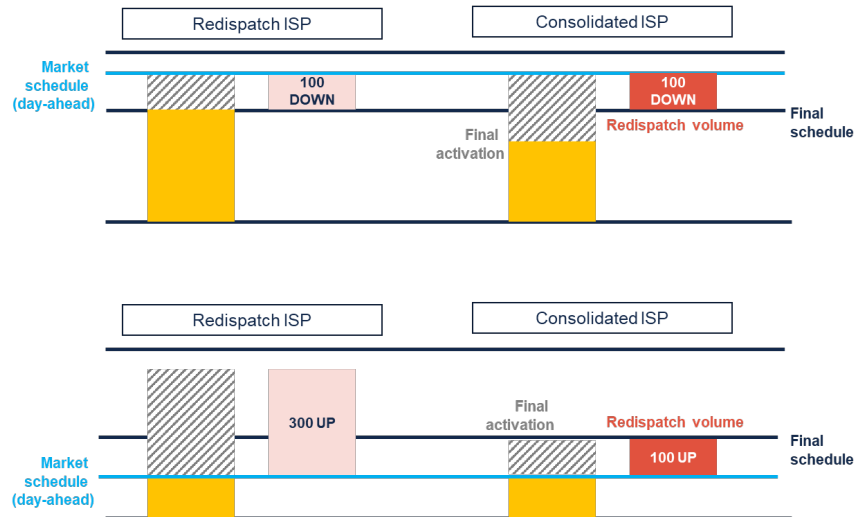 Redispatch ISP
Consolidated ISP
Market
schedule
(day-ahead)
100
DOWN
100
DOWN
Final
schedule
Final
activation
Redispatch volume
Redispatch ISP
Consolidated ISP
Final
activation
Redispatch volume
300 UP
Final
schedule
Market
schedule
(day-ahead)
100 UP